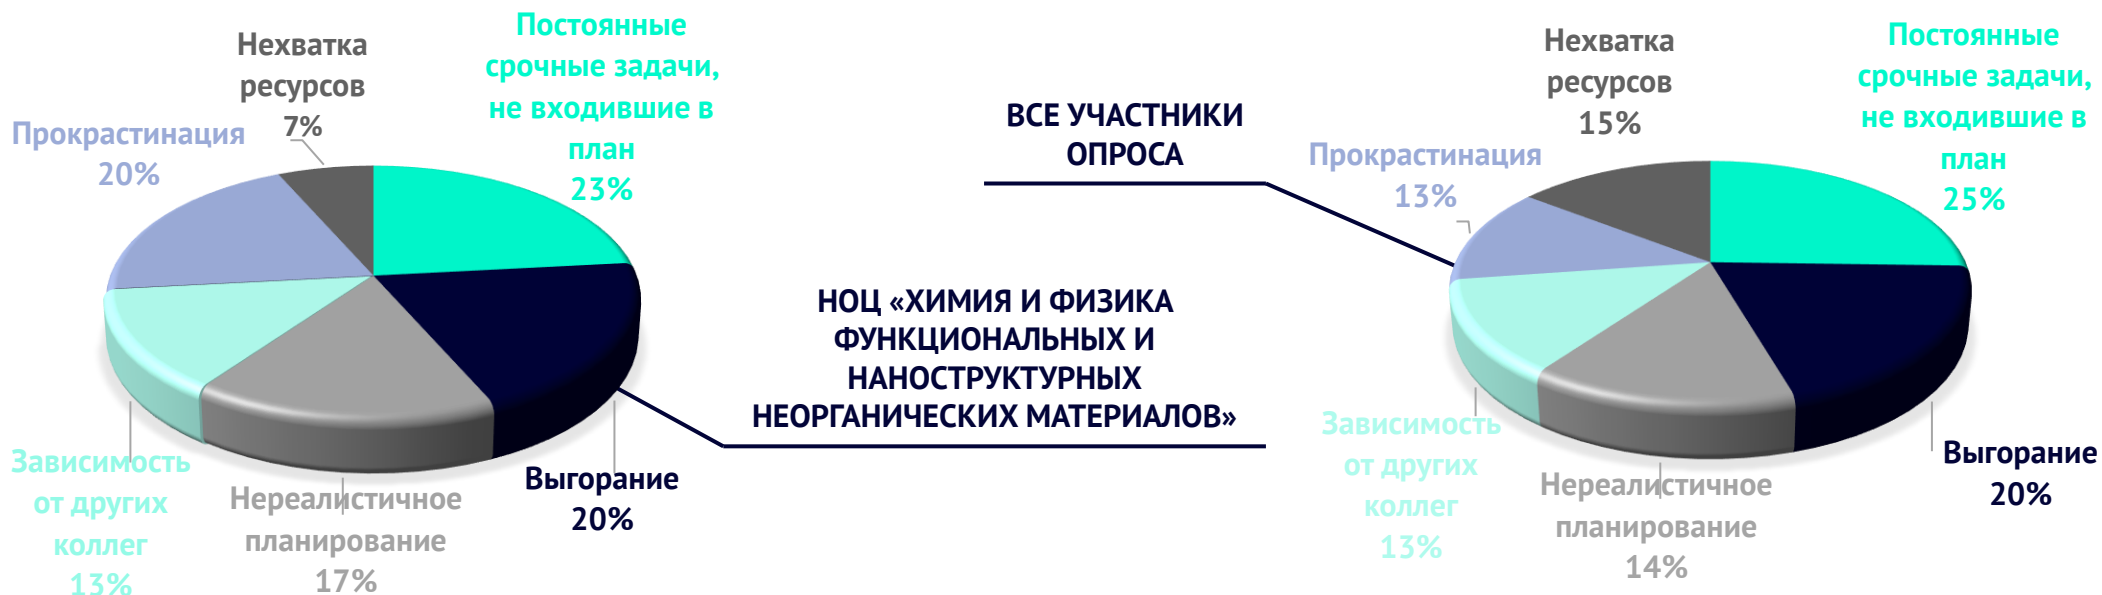 Нехватка
ресурсов
7%
Постоянные
срочные задачи,
не входившие в
план
23%
Прокрастинация
20%
Зависимость
от других
коллег
13%
Нереалистичное
планирование
17%
Выгорание
20%
ВСЕ УЧАСТНИКИ
ОПРОСА
НОЦ «ХИМИЯ И ФИЗИКА
ФУНКЦИОНАЛЬНЫХ И
НАНОСТРУКТУРНЫХ
НЕОРГАНИЧЕСКИХ МАТЕРИАЛОВ»
Нехватка
ресурсов
15%
Постоянные
срочные задачи,
не входившие в
план
25%
Прокрастинация
13%
Зависимость
от других
коллег
13%
Нереалистичное
планирование
14%
Выгорание
20%